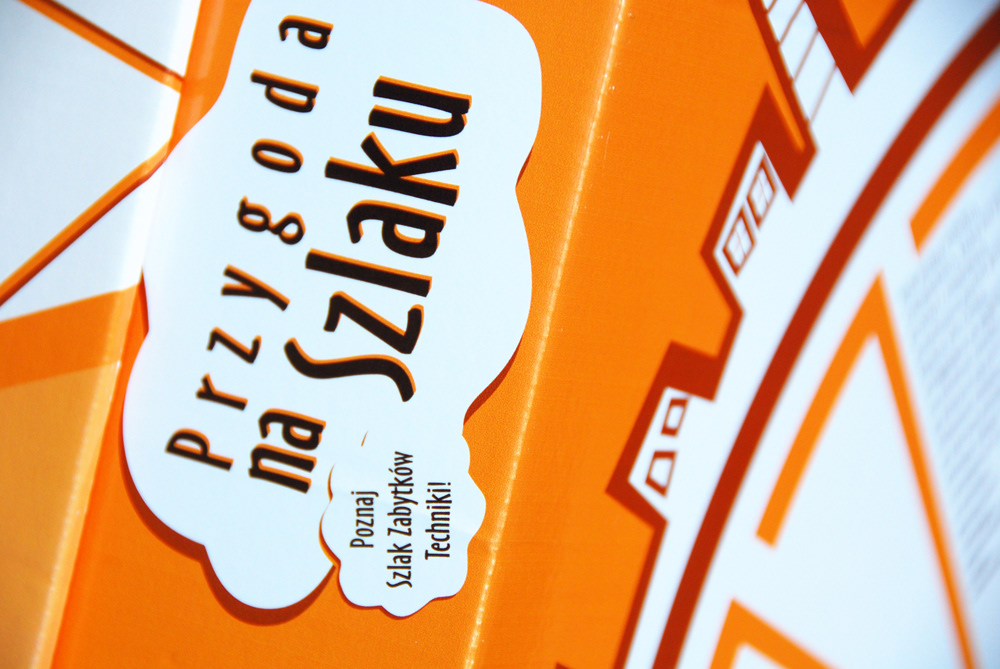 Przygoda
na Szlaku
Poznaj
Szlak Zabytków
Techniki!